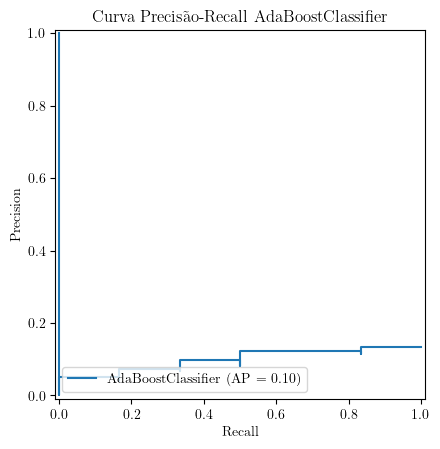 Curva Precisão-Recall AdaBoostClassifier
1.0
0.8
0.6
0.4
0.2
0.0
Precision
AdaBoostClassifier (AP = 0.10)
0.0 0.2 0.4 0.6 0.8 1.0
Recall